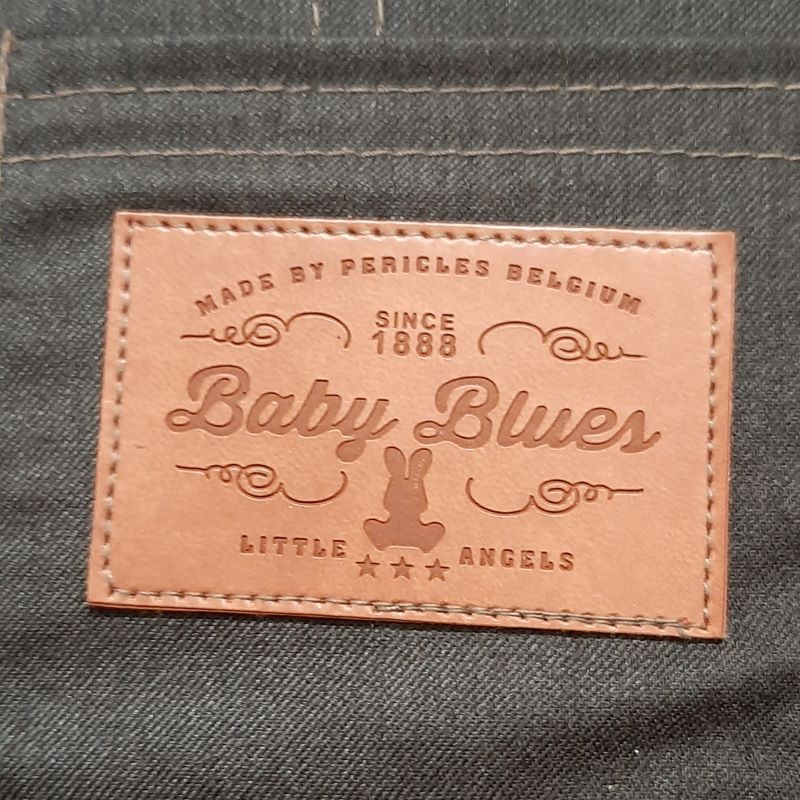 MADE BY PERICLES BELGIUM
SINCE
1888
Baby Blues
LITTLE ANGELS